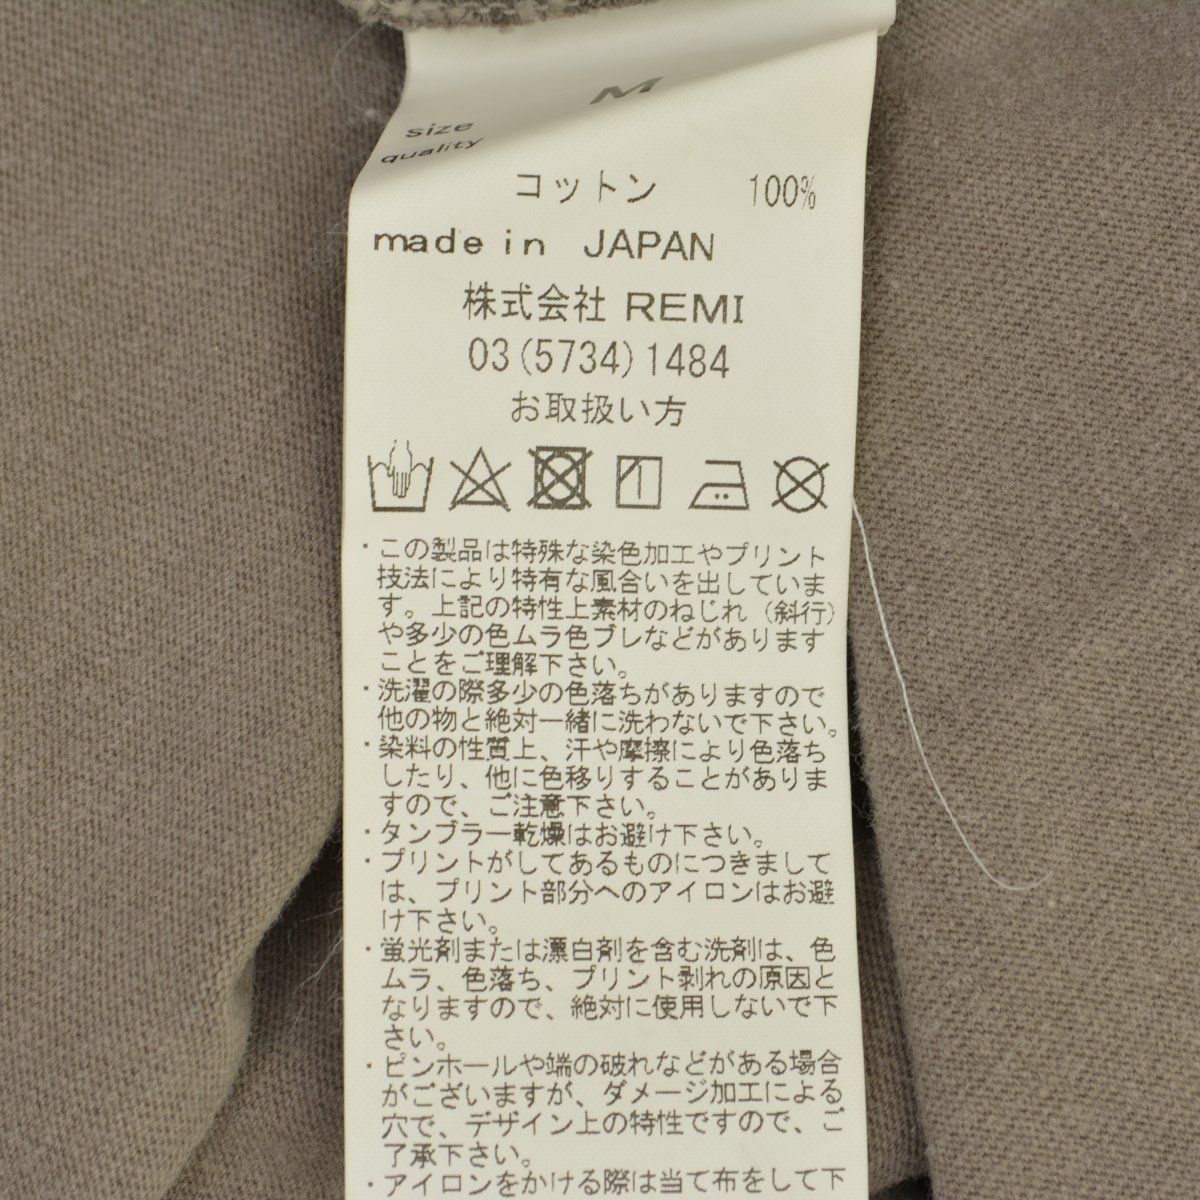 M
size
quality
コットン 100%
made in JAPAN
株式会社 REMI
03(5734)1484
お取扱い方
・この製品は特殊な染色加工やプリント
技法により特有な風合いを出していま
す。上記の特性上素材のねじれ(斜行)
や多少の色ムラ色ブレなどがあります
ことをご理解下さい。
・洗濯の際多少の色落ちがありますので
他の物と絶対一緒に洗わないで下さい。
・染料の性質上、汗や摩擦により色落ち
したり、他に色移りすることがありま
すので、ご注意下さい。
・タンブラー乾燥はお避け下さい。
・プリントがしてあるものにつきまして
は、プリント部分へのアイロンはお避
け下さい。
・蛍光剤または漂白剤を含む洗剤は、色
ムラ、色落ち、プリント剥れの原因と
なりますので、絶対に使用しないで下
さい。
・ピンホールや端の破れなどがある場合
がございますが、ダメージ加工による
穴で、デザイン上の特性ですので、ご
了承下さい。
・アイロンをかける際は当て布をして下